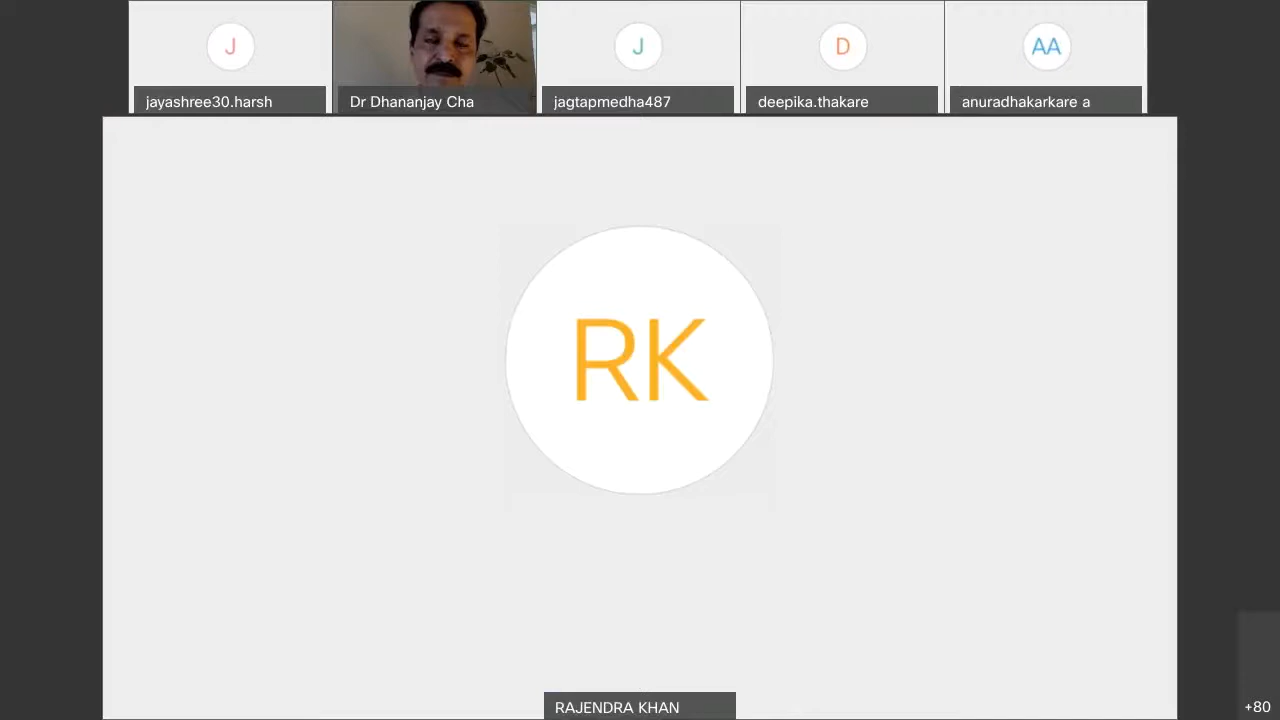 J
jayashree30.harsh
Dr Dhananjay Cha
J
jagtapmedha487
D
deepika.thakare
AA
anuradhakarkare a
RK
RAJENDRA KHAN
+80